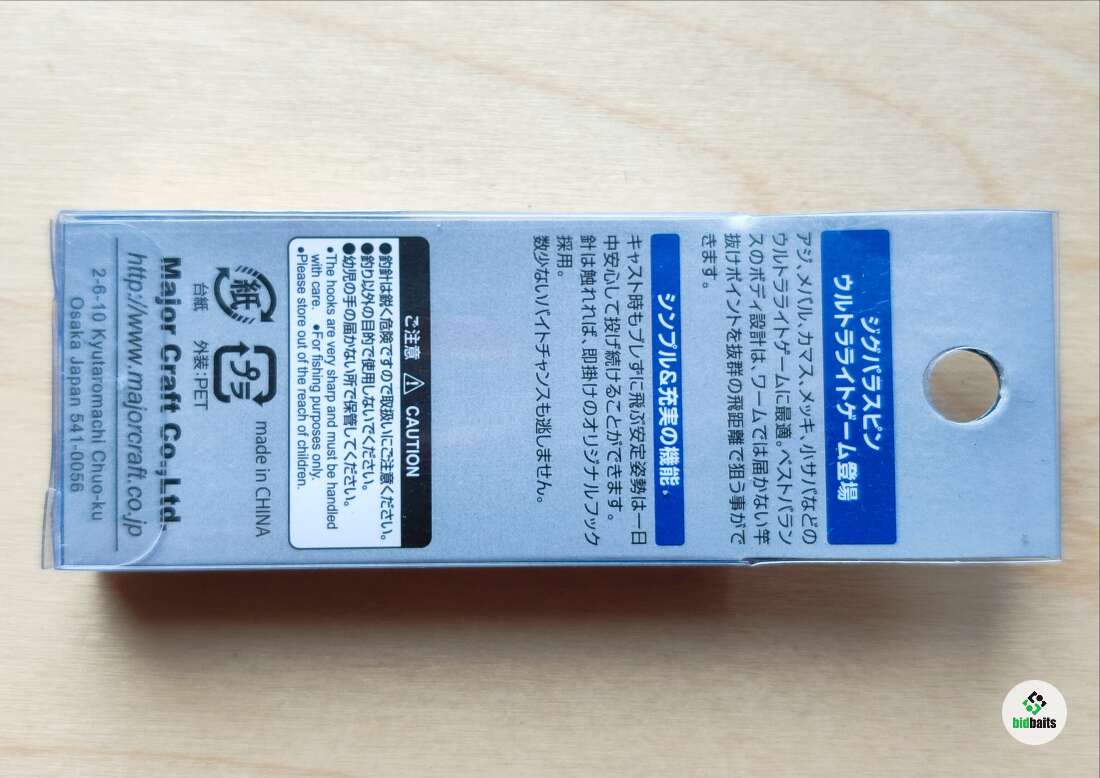 ジグパラスピン
ウルトラライトゲーム登場
アジ、メバル、カマス、メッキ、小サバなどの
ウルトラライトゲームに最適。ベストバラン
スのボディ設計は、ワームでは届かない竿
抜けポイントを抜群の飛距離で狙う事がで
きます。
シンプル&充実の機能。
キャスト時もブレずに飛ぶ安定姿勢は一日
中安心して投げ続けることができます。
針は触れれば、即掛けのオリジナルフック
採用。
数少ないバイトチャンスも逃しません。
ご注意 ⚠ CAUTION
●釣針は鋭く危険ですので取扱いにご注意ください。
●釣り以外の目的で使用しないでください。
●幼児の手の届かない所で保管してください。
•The hooks are very sharp and must be handled
with care. •For fishing purposes only.
•Please store out of the reach of children.
紙 プラ made in CHINA
台紙 外装:PET
Major Craft Co.,Ltd.
http://www.majorcraft.co.jp
2-6-10 Kyutaromachi Chuo-ku
Osaka Japan 541-0056
bidbaits